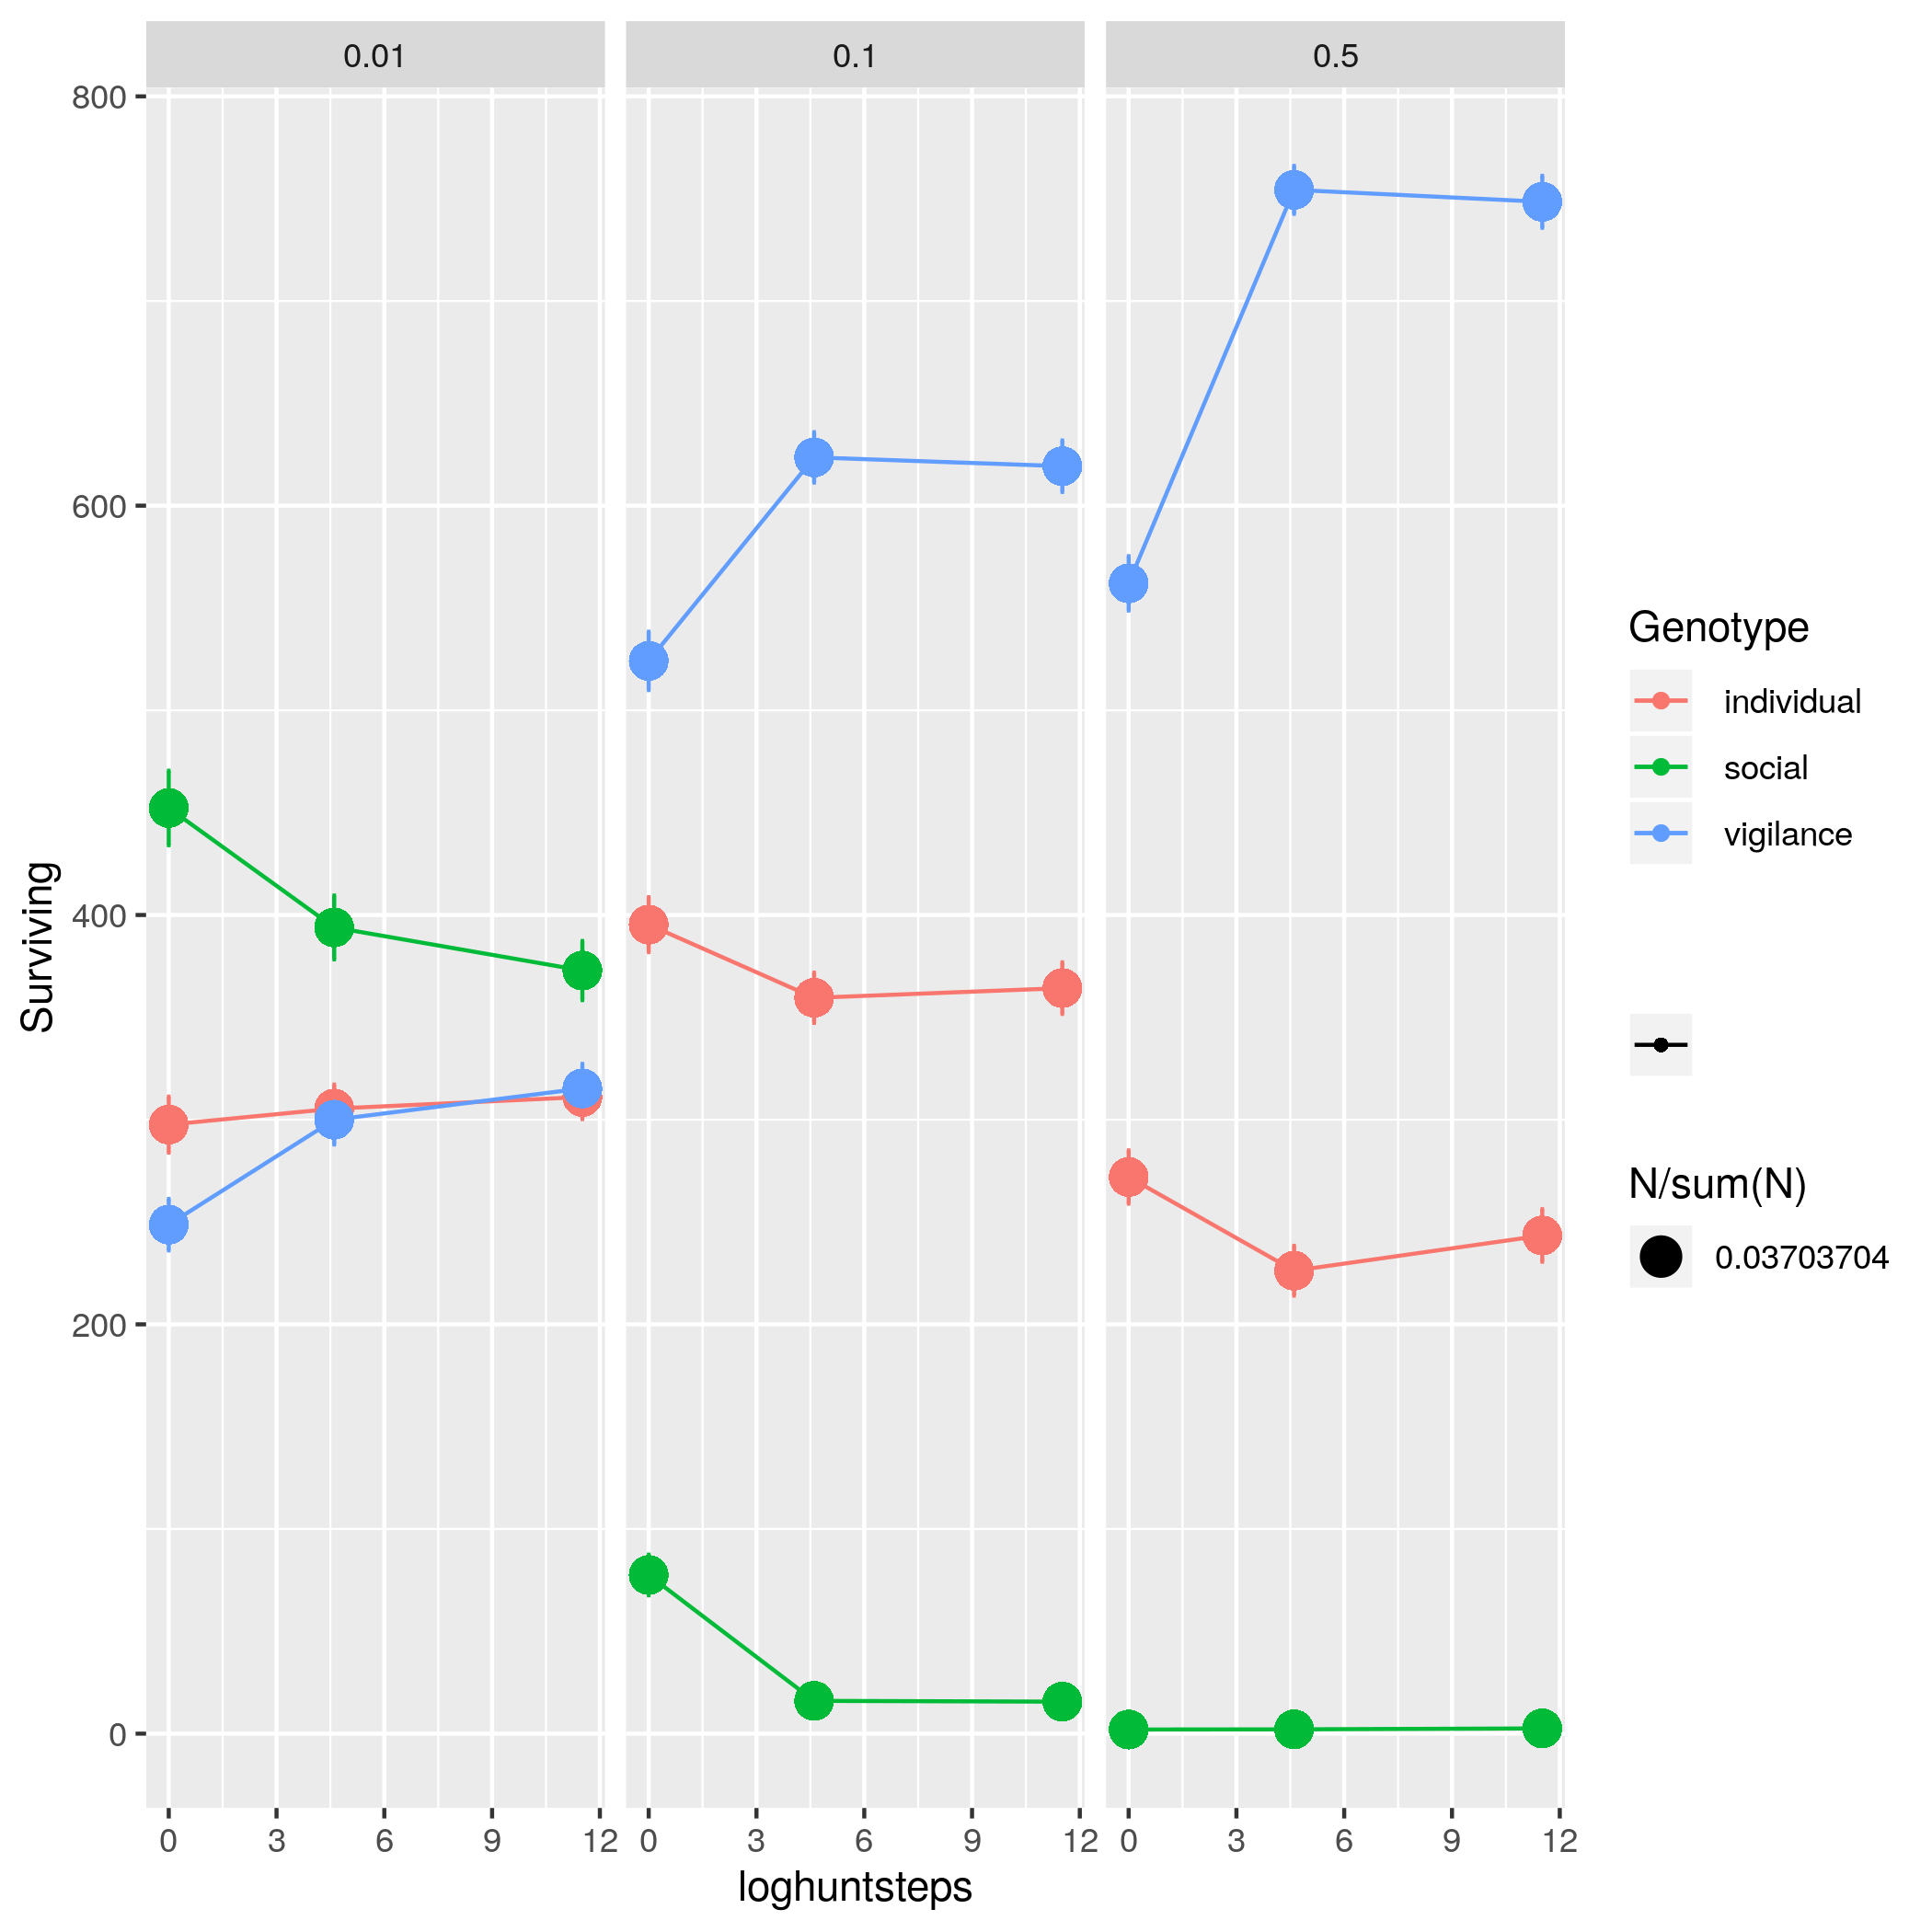 0.01 0.1 0.5
800
600
400
200
0
Surviving
0 3 6 9 12 0 3 6 9 12 0 3 6 9 12
loghuntsteps
Genotype
individual
social
vigilance
N/sum(N)
0.03703704